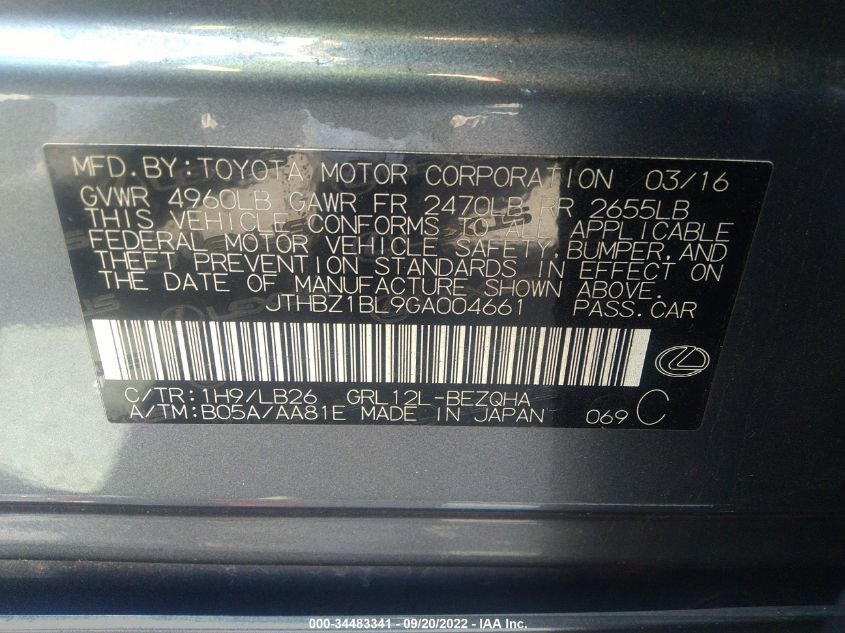 MFD. BY: TOYOTA MOTOR CORPORATION 03/16
GVWR 4960LB GAWR FR 2470LB RR 2655LB
THIS VEHICLE CONFORMS TO ALL APPLICABLE
FEDERAL MOTOR VEHICLE SAFETY, BUMPER, AND
THEFT PREVENTION STANDARDS IN EFFECT ON
THE DATE OF MANUFACTURE SHOWN ABOVE.
JTHBZ1BL9GA004661 PASS.CAR
C/TR:1H9/LB26 GRL12L-BEZQHA
A/TM:B05A/AA81E MADE IN JAPAN 069 C
000-34483341 - 09/20/2022 - IAA Inc.